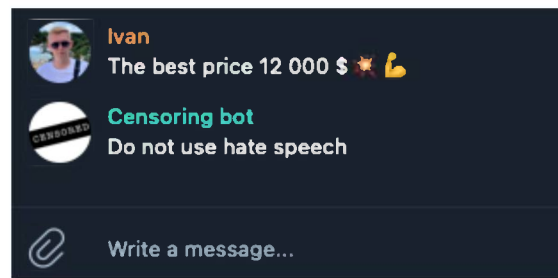 Ivan
The best price 12 000 $ 💥 💪
CENSORED
Censoring bot
Do not use hate speech
Write a message...